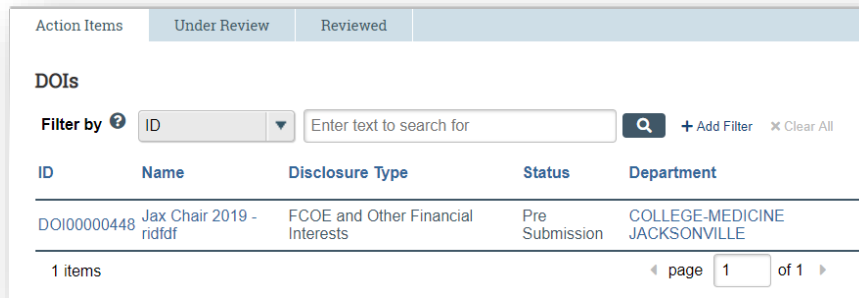 Action Items Under Review Reviewed
DOIs
Filter by ? ID Enter text to search for + Add Filter × Clear All
ID Name Disclosure Type Status Department
DOI00000448 Jax Chair 2019 - FCOE and Other Financial Pre COLLEGE-MEDICINE
ridfdf Interests Submission JACKSONVILLE
1 items page 1 of 1